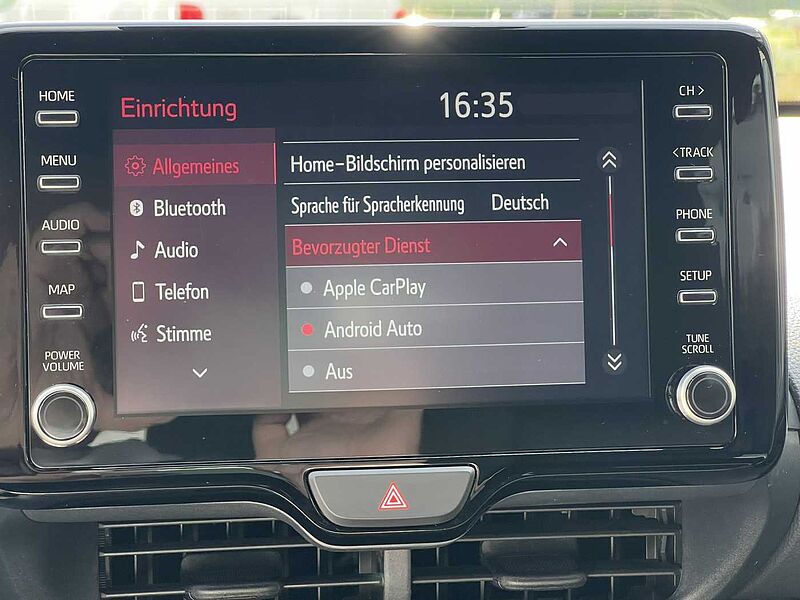 HOME
MENU
AUDIO
MAP
POWER
VOLUME
Einrichtung
16:35
Allgemeines
Bluetooth
Audio
Telefon
Stimme
Home-Bildschirm personalisieren
Sprache für Spracherkennung Deutsch
Bevorzugter Dienst
Apple CarPlay
Android Auto
Aus
CH >
<TRACK
PHONE
SETUP
TUNE
SCROLL